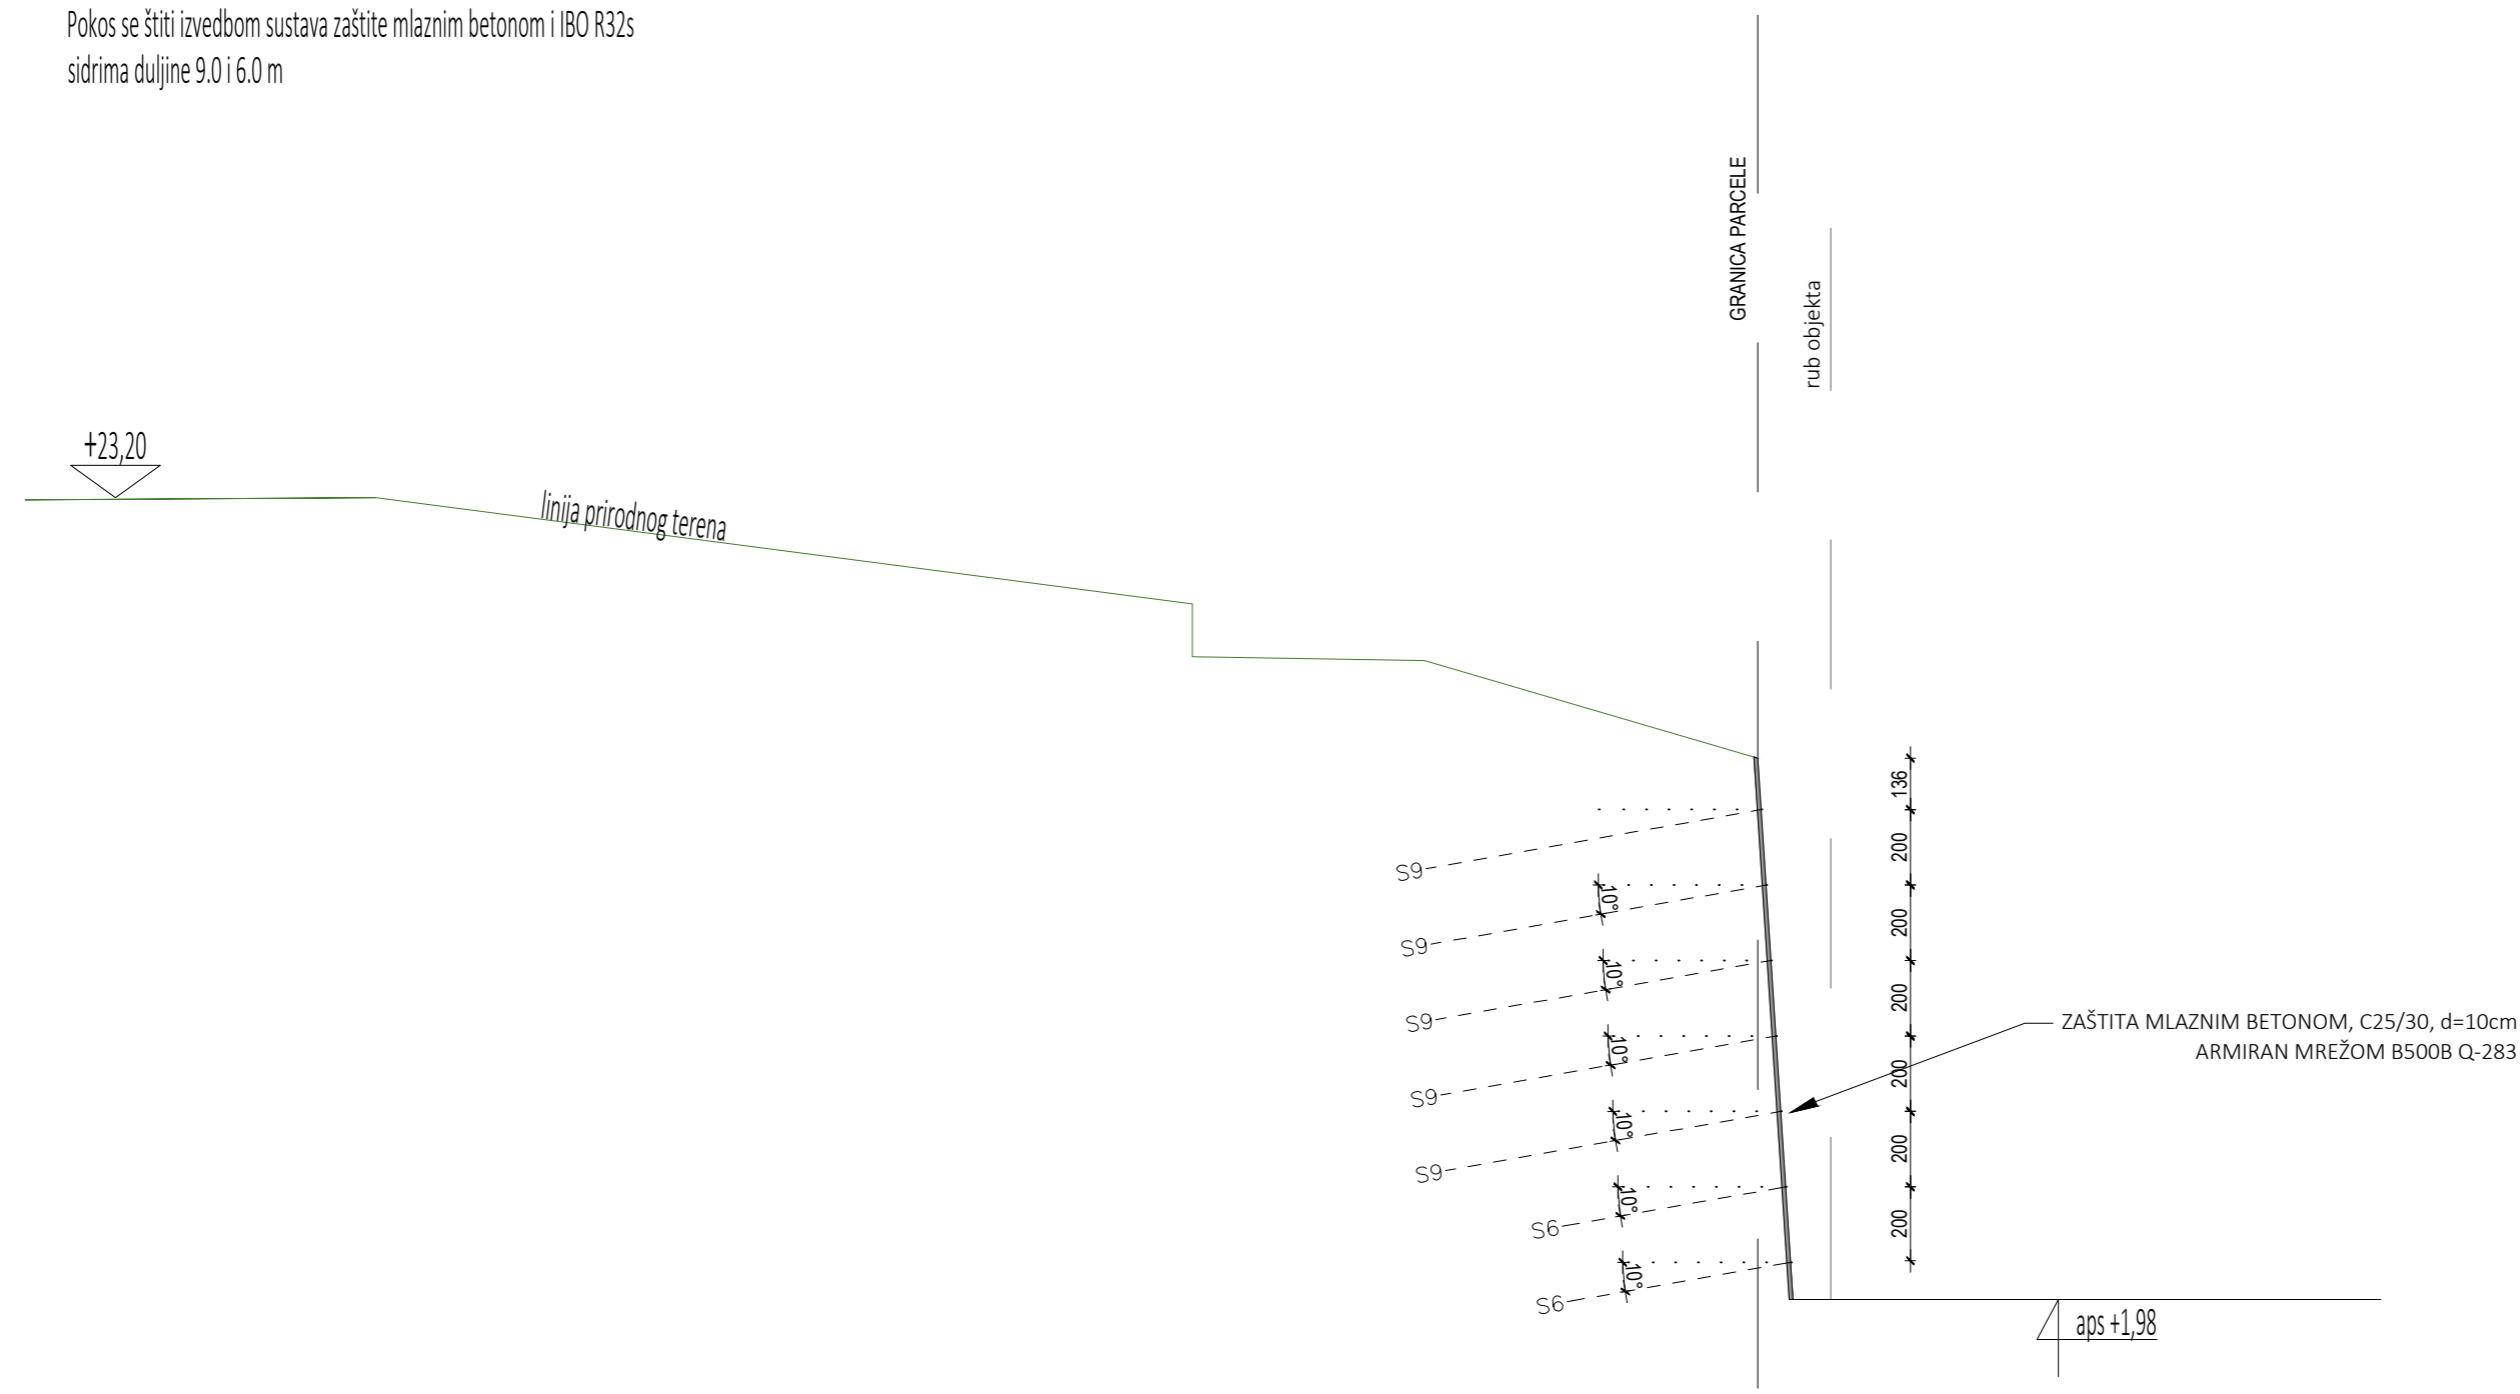 Pokos se štiti izvedbom sustava zaštite mlaznim betonom i IBO R32s
sidrima duljine 9.0 i 6.0 m
GRANICA PARCELE
rub objekta
+23,20
linija prirodnog terena
136
200
S9
200
S9
10°
200
S9
10°
200
S9
10°
200
S9
10°
200
S6
10°
S6
10°
ZAŠTITA MLAZNIM BETONOM, C25/30, d=10cm
ARMIRAN MREŽOM B500B Q-283
aps +1,98